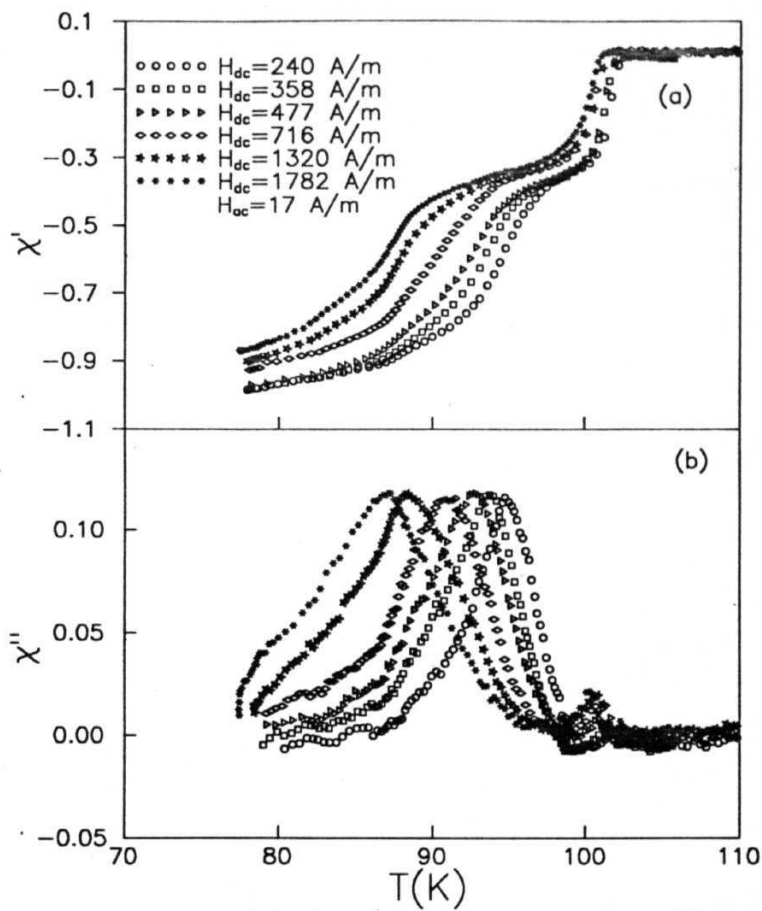 0.1
−0.1
−0.3
−0.5
−0.7
−0.9
−1.1
χ'
H_dc=240 A/m
H_dc=358 A/m
H_dc=477 A/m
H_dc=716 A/m
H_dc=1320 A/m
H_dc=1782 A/m
H_ac=17 A/m
(a)
(b)
0.10
0.05
0.00
−0.05
χ''
70
80
90
100
110
T(K)